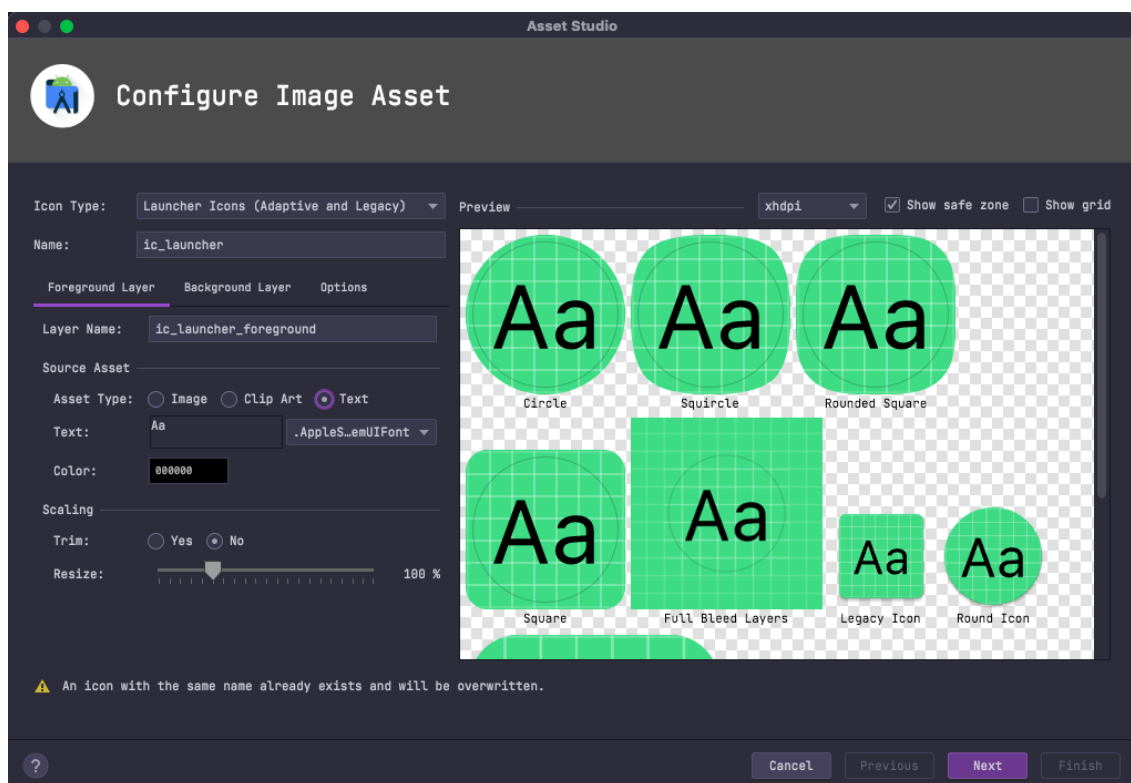 Asset Studio
Configure Image Asset
Icon Type: Launcher Icons (Adaptive and Legacy)
Name: ic_launcher
Foreground Layer Background Layer Options
Layer Name: ic_launcher_foreground
Source Asset
Asset Type: Image Clip Art Text
Text: Aa .AppleS…emUIFont
Color: 000000
Scaling
Trim: Yes No
Resize: 100 %
Preview xhdpi Show safe zone Show grid
Aa Aa Aa
Circle Squircle Rounded Square
Aa Aa Aa Aa
Square Full Bleed Layers Legacy Icon Round Icon
An icon with the same name already exists and will be overwritten.
? Cancel Previous Next Finish